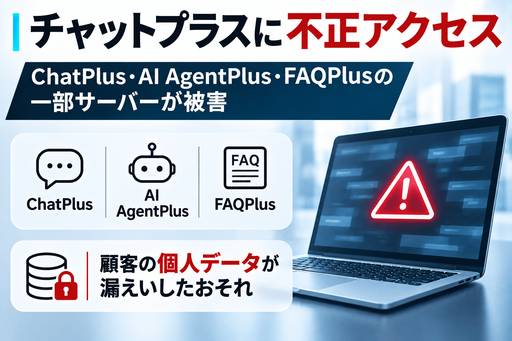 チャットプラスに不正アクセス
ChatPlus・AI AgentPlus・FAQPlusの
一部サーバーが被害
ChatPlus
AI
AgentPlus
FAQ
FAQPlus
顧客の個人データが
漏えいしたおそれ